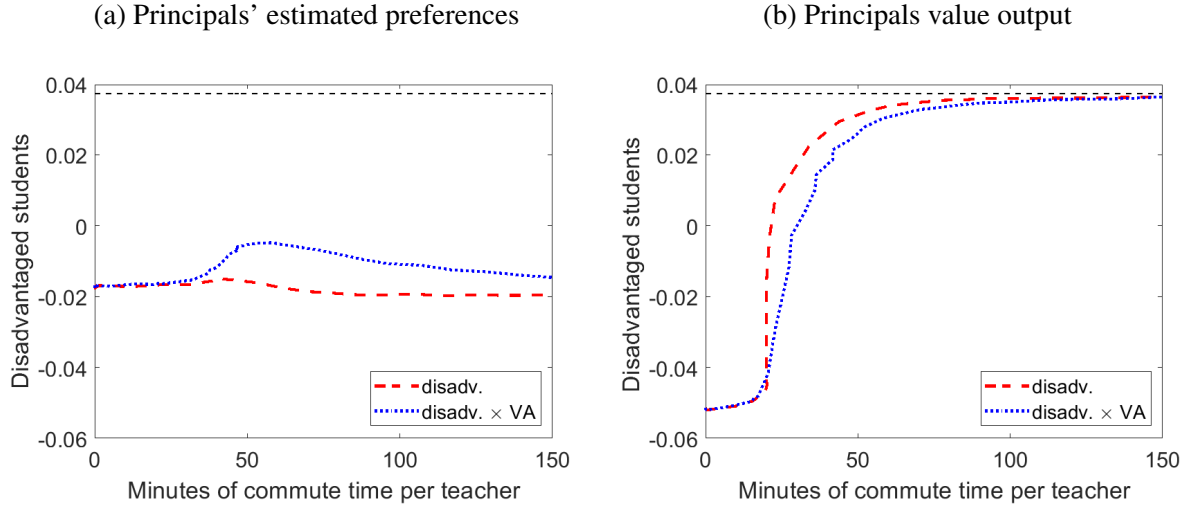 (a) Principals’ estimated preferences
0.04
0.02
0
-0.02
-0.04
-0.06
Disadvantaged students
0
50
100
150
Minutes of commute time per teacher
disadv.
disadv. × VA
(b) Principals value output
0.04
0.02
0
-0.02
-0.04
-0.06
Disadvantaged students
0
50
100
150
Minutes of commute time per teacher
disadv.
disadv. × VA